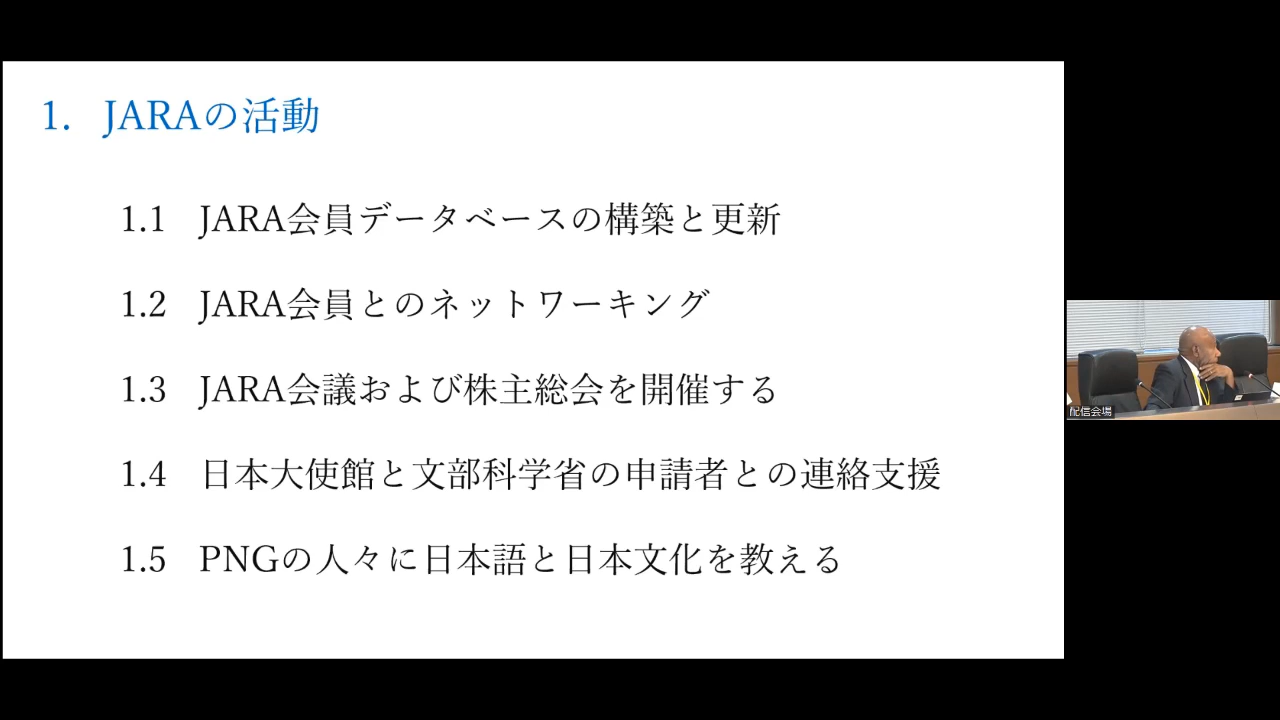 1. JARAの活動
1.1 JARA会員データベースの構築と更新
1.2 JARA会員とのネットワーキング
1.3 JARA会議および株主総会を開催する
1.4 日本大使館と文部科学省の申請者との連絡支援
1.5 PNGの人々に日本語と日本文化を教える
配信会場